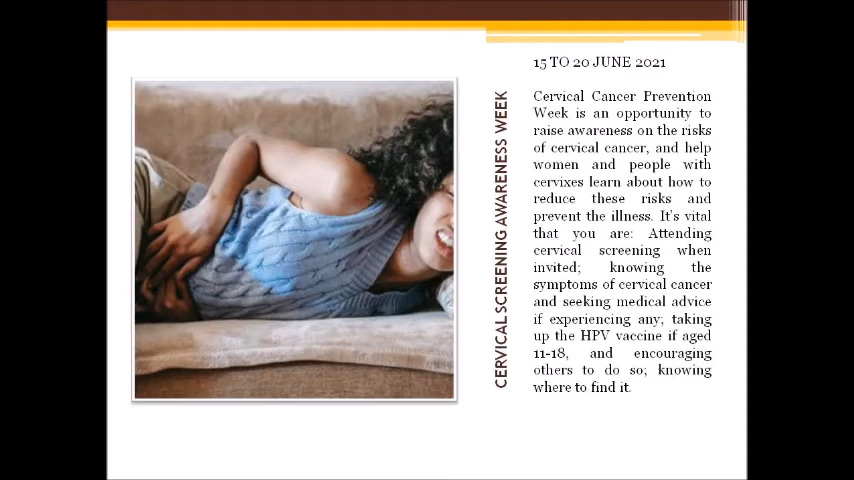 15 TO 20 JUNE 2021
CERVICAL SCREENING AWARENESS WEEK
Cervical Cancer Prevention
Week is an opportunity to
raise awareness on the risks
of cervical cancer, and help
women and people with
cervixes learn about how to
reduce these risks and
prevent the illness. It's vital
that you are: Attending
cervical screening when
invited; knowing the
symptoms of cervical cancer
and seeking medical advice
if experiencing any; taking
up the HPV vaccine if aged
11-18, and encouraging
others to do so; knowing
where to find it.